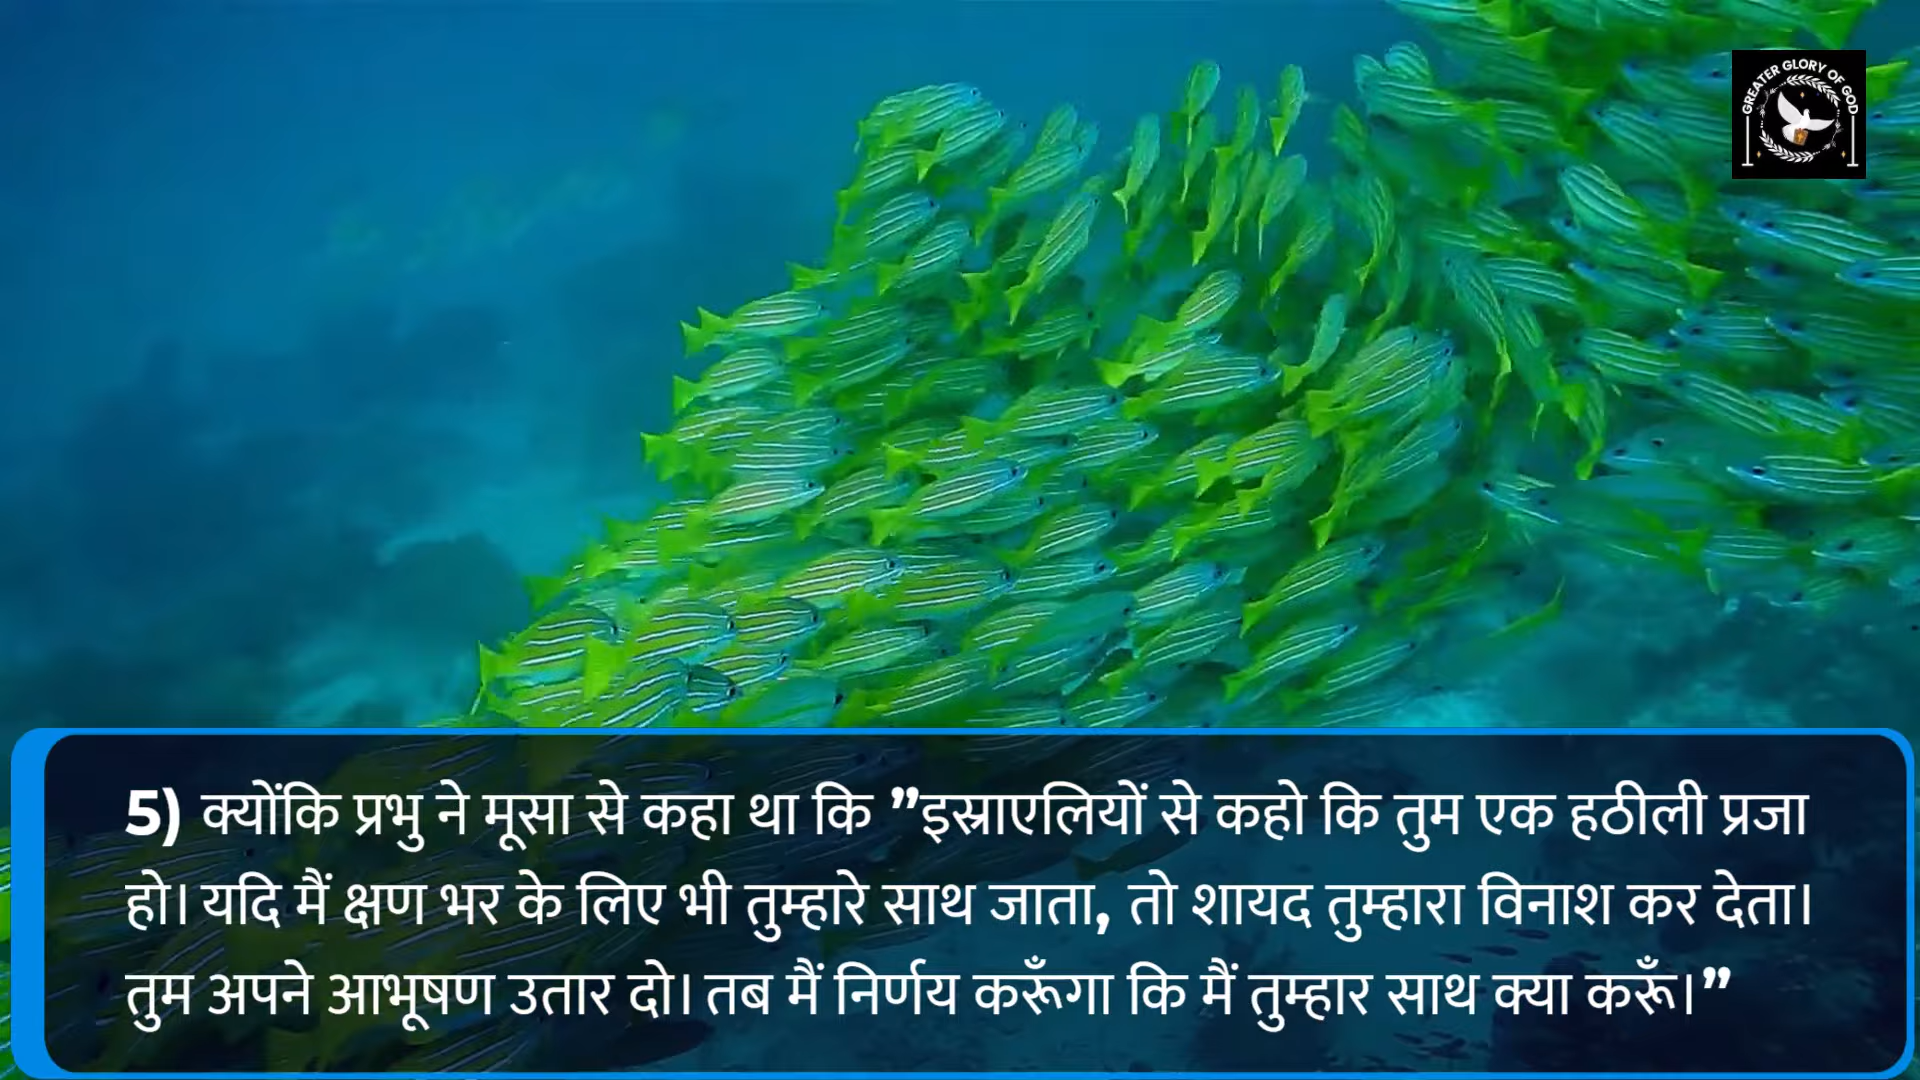 GREATER GLORY OF GOD
5) क्योंकि प्रभु ने मूसा से कहा था कि ”इस्राएलियों से कहो कि तुम एक हठीली प्रजा
हो। यदि मैं क्षण भर के लिए भी तुम्हारे साथ जाता, तो शायद तुम्हारा विनाश कर देता।
तुम अपने आभूषण उतार दो। तब मैं निर्णय करूँगा कि मैं तुम्हार साथ क्या करूँ।”